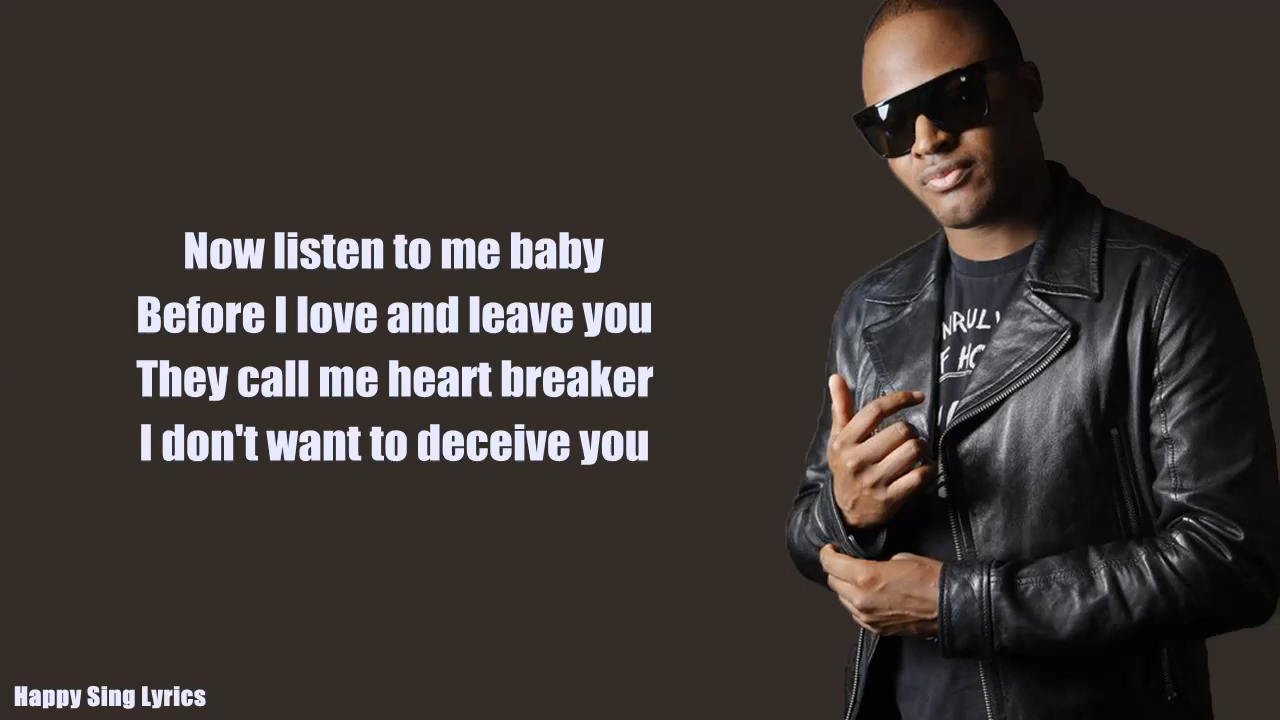 Now listen to me baby
Before I love and leave you
They call me heart breaker
I don't want to deceive you
Happy Sing Lyrics